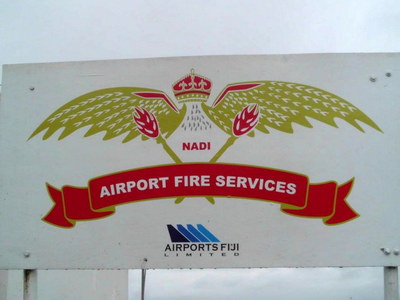 NADI
AIRPORT FIRE SERVICES
AIRPORTS FIJI
LIMITED